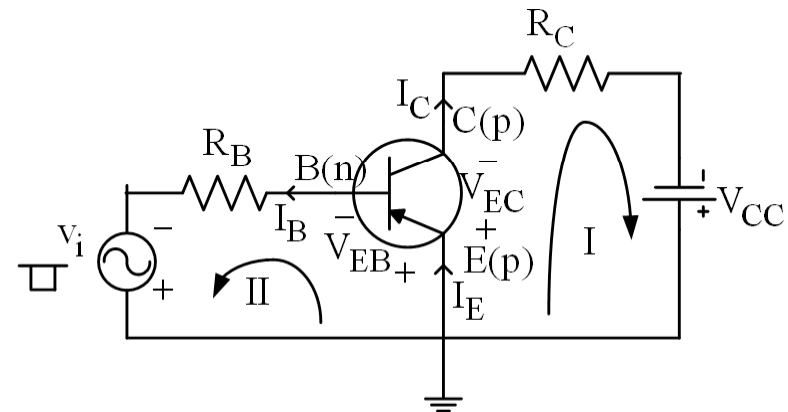 R_C
I_C
C(p)
R_B
B(n)
−
V_EC
+
−
V_CC
+
I_B
−
V_EB +
E(p)
I
V_i
−
+
II
I_E